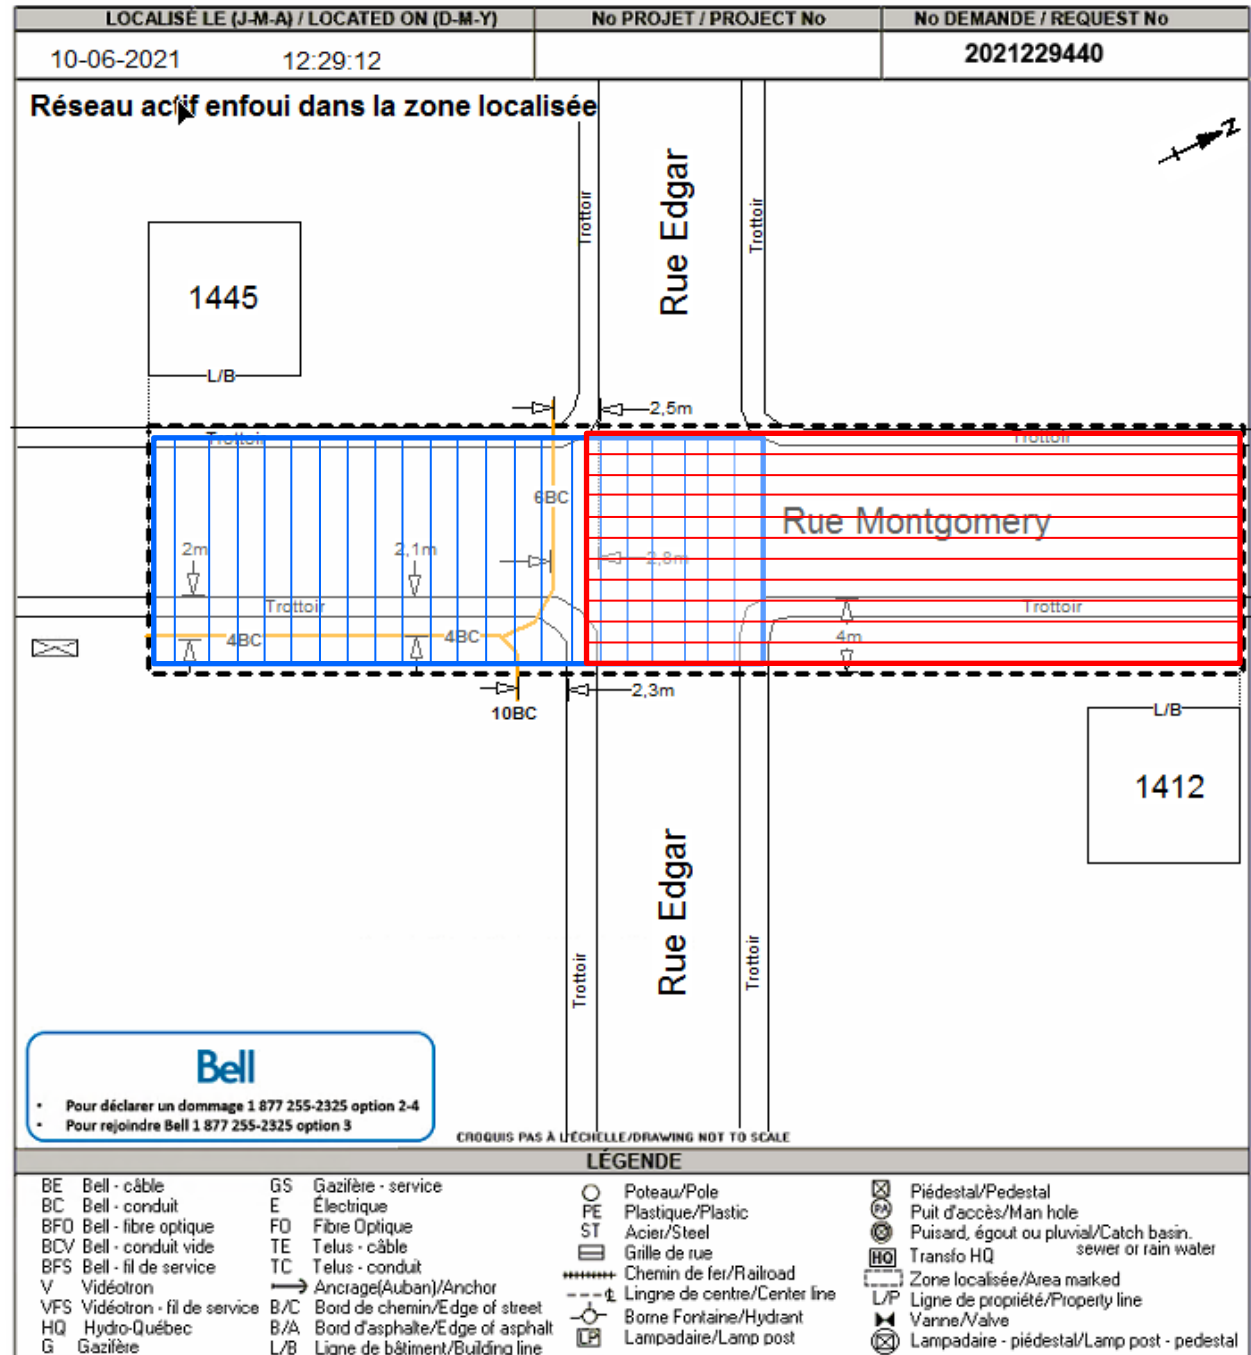 LOCALISÉ LE (J-M-A) / LOCATED ON (D-M-Y) No PROJET / PROJECT No No DEMANDE / REQUEST No
10-06-2021 12:29:12 2021229440
Réseau actif enfoui dans la zone localisée
N
Trottoir
Rue Edgar
Trottoir
1445
L/B
2,5m
Trottoir
Trottoir
6BC
Rue Montgomery
2m
2,1m
2,8m
Trottoir
Trottoir
4BC
4BC
4m
2,3m
10BC
L/B
1412
Rue Edgar
Trottoir
Trottoir
Bell
• Pour déclarer un dommage 1 877 255-2325 option 2-4
• Pour rejoindre Bell 1 877 255-2325 option 3
CROQUIS PAS À L'ÉCHELLE/DRAWING NOT TO SCALE
LÉGENDE
BE Bell - câble
BC Bell - conduit
BFO Bell - fibre optique
BCV Bell - conduit vide
BFS Bell - fil de service
V Vidéotron
VFS Vidéotron - fil de service
HQ Hydro-Québec
G Gazifère
GS Gazifère - service
E Électrique
FO Fibre Optique
TE Telus - câble
TC Telus - conduit
Ancrage(Auban)/Anchor
B/C Bord de chemin/Edge of street
B/A Bord d'asphalte/Edge of asphalt
L/B Ligne de bâtiment/Building line
Poteau/Pole
PE Plastique/Plastic
ST Acier/Steel
Grille de rue
Chemin de fer/Railroad
Lingne de centre/Center line
Borne Fontaine/Hydrant
LP Lampadaire/Lamp post
Piédestal/Pedestal
PA Puit d'accès/Man hole
Puisard, égout ou pluvial/Catch basin.
sewer or rain water
HQ Transfo HQ
Zone localisée/Area marked
L/P Ligne de propriété/Property line
Vanne/Valve
Lampadaire - piédestal/Lamp post - pedestal